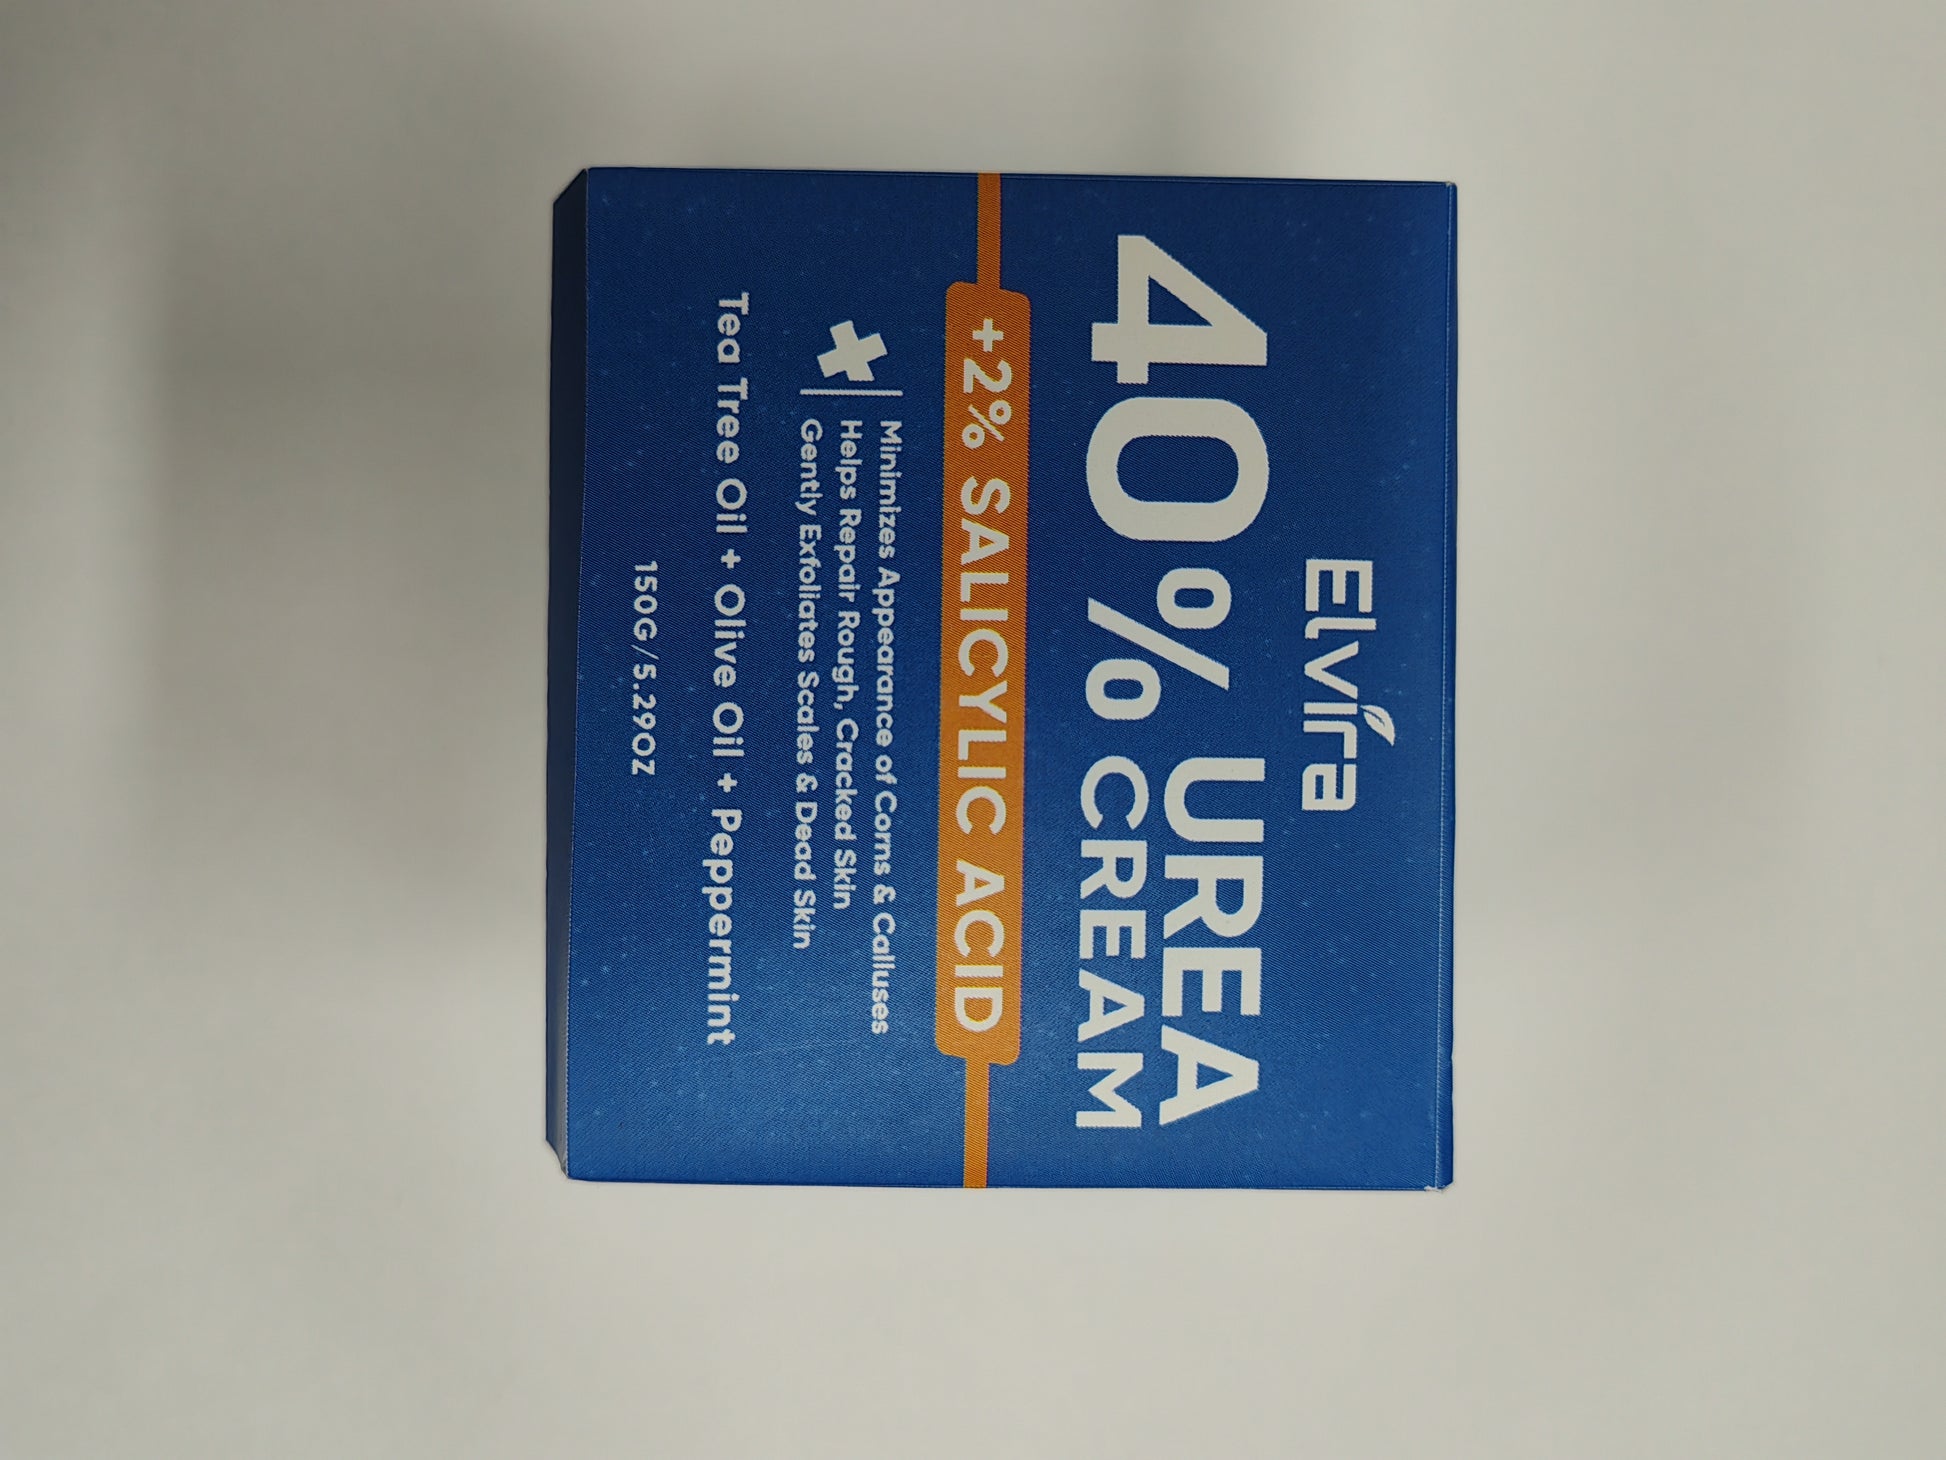 Elvira
40% UREA
CREAM
+2% SALICYLIC ACID
Minimizes Appearance of Corns & Calluses
Helps Repair Rough, Cracked Skin
Gently Exfoliates Scales & Dead Skin
Tea Tree Oil + Olive Oil + Peppermint
150G/5.29OZ